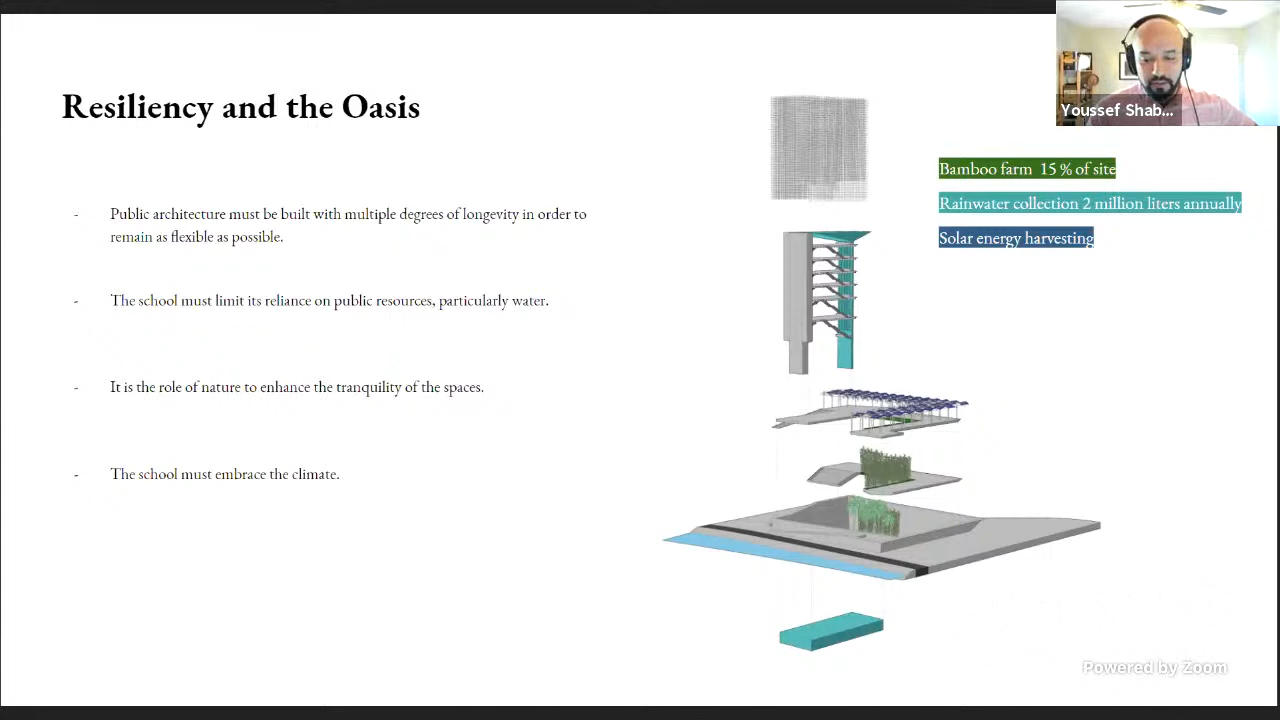 Resiliency and the Oasis
- Public architecture must be built with multiple degrees of longevity in order to
remain as flexible as possible.
- The school must limit its reliance on public resources, particularly water.
- It is the role of nature to enhance the tranquility of the spaces.
- The school must embrace the climate.
Youssef Shab...
Bamboo farm 15 % of site
Rainwater collection 2 million liters annually
Solar energy harvesting
Powered by Zoom